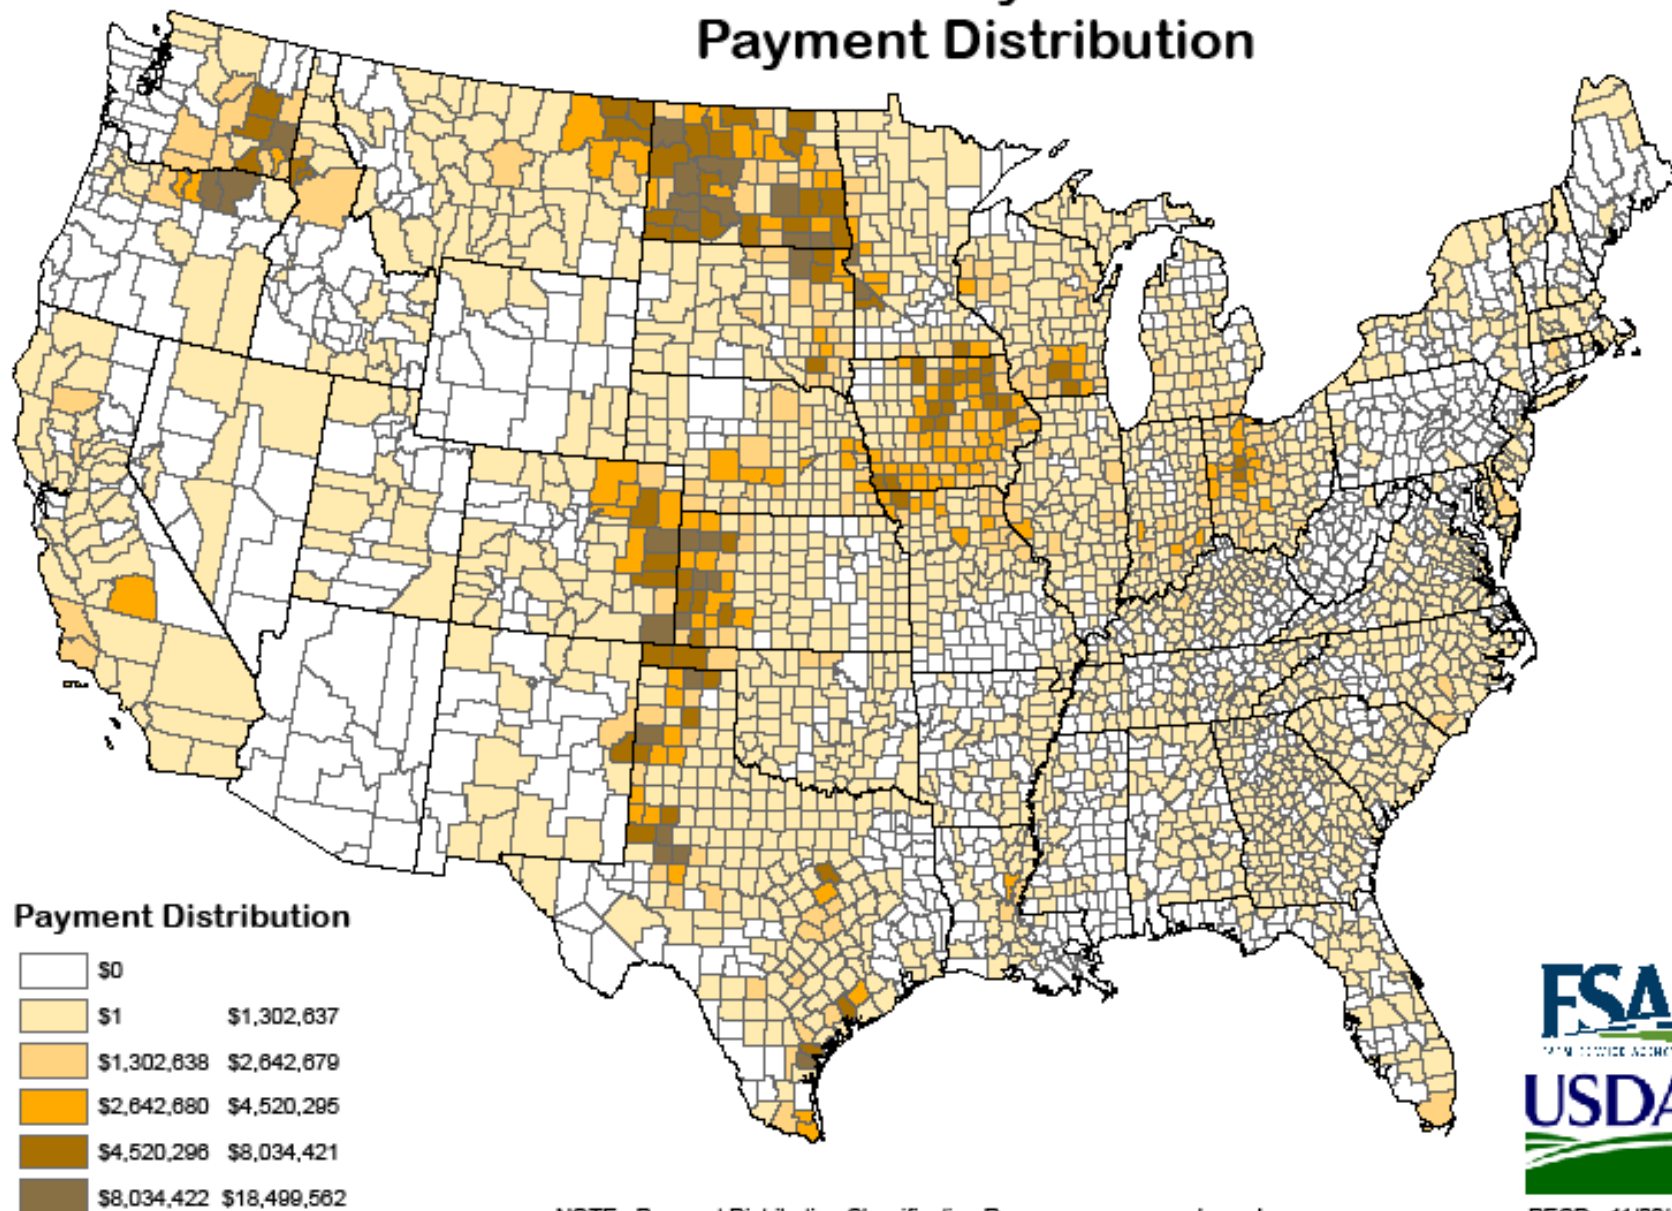 Payment Distribution
Payment Distribution
$0
$1 $1,302,637
$1,302,638 $2,642,679
$2,642,680 $4,520,295
$4,520,296 $8,034,421
$8,034,422 $18,499,562
FSA
USDA